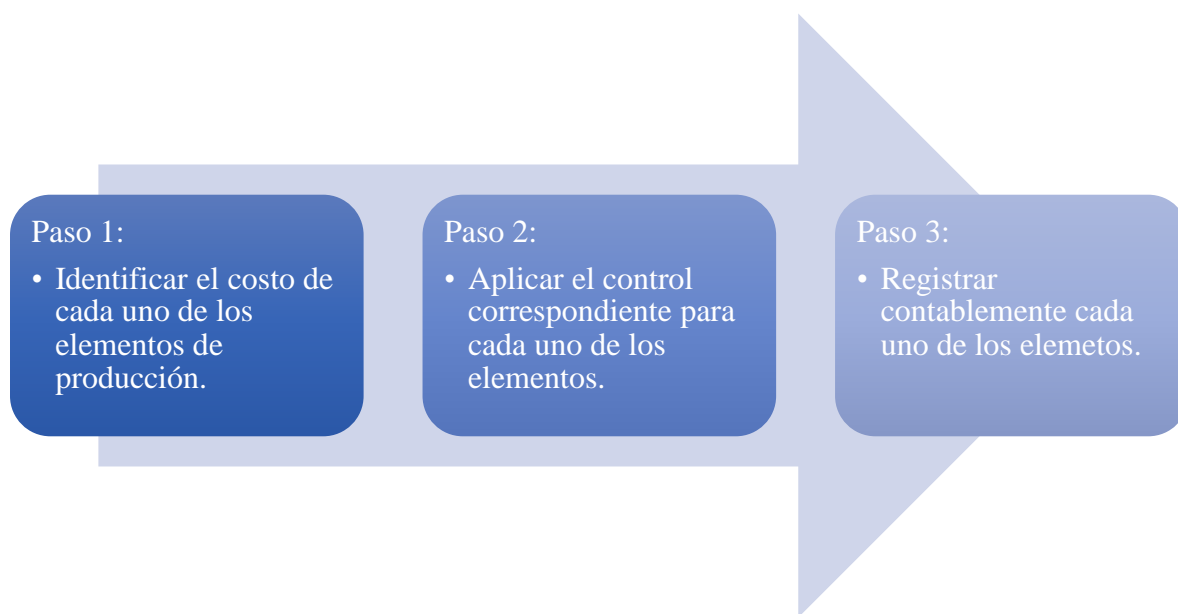 Paso 1:
• Identificar el costo de
cada uno de los
elementos de
producción.
Paso 2:
• Aplicar el control
correspondiente para
cada uno de los
elementos.
Paso 3:
• Registrar
contablemente cada
uno de los elemetos.